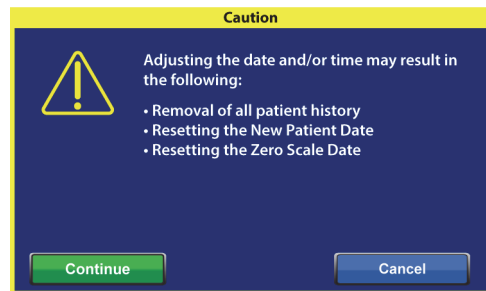 Caution
Adjusting the date and/or time may result in
the following:
• Removal of all patient history
• Resetting the New Patient Date
• Resetting the Zero Scale Date
Continue
Cancel